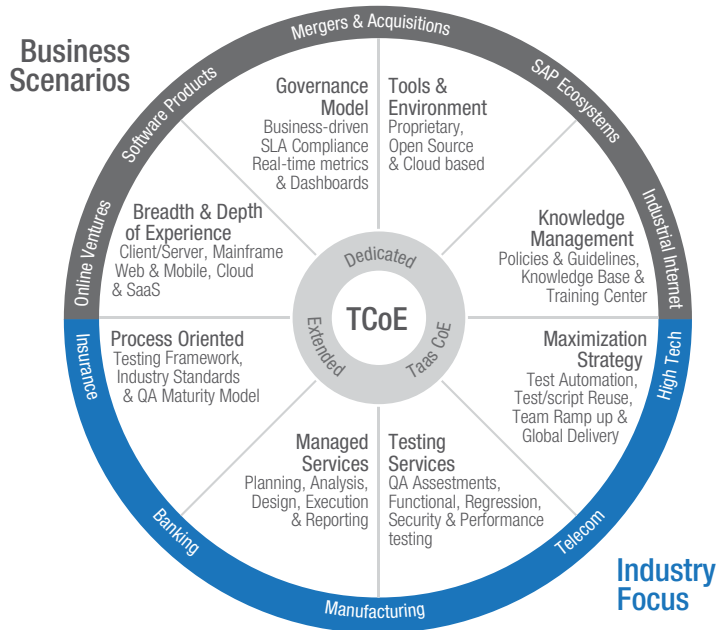 Business
Scenarios
Online Ventures
Software Products
Mergers & Acquisitions
SAP Ecosystems
Industrial Internet
Governance
Model
Business-driven
SLA Compliance
Real-time metrics
& Dashboards
Tools &
Environment
Proprietary,
Open Source
& Cloud based
Breadth & Depth
of Experience
Client/Server, Mainframe
Web & Mobile, Cloud
& SaaS
Knowledge
Management
Policies & Guidelines,
Knowledge Base &
Training Center
Dedicated
TCoE
Extended
Taas CoE
Process Oriented
Testing Framework,
Industry Standards
& QA Maturity Model
Maximization
Strategy
Test Automation,
Test/script Reuse,
Team Ramp up &
Global Delivery
Managed
Services
Planning, Analysis,
Design, Execution
& Reporting
Testing
Services
QA Assestments,
Functional, Regression,
Security & Performance
testing
Insurance
Banking
Manufacturing
Telecom
High Tech
Industry
Focus